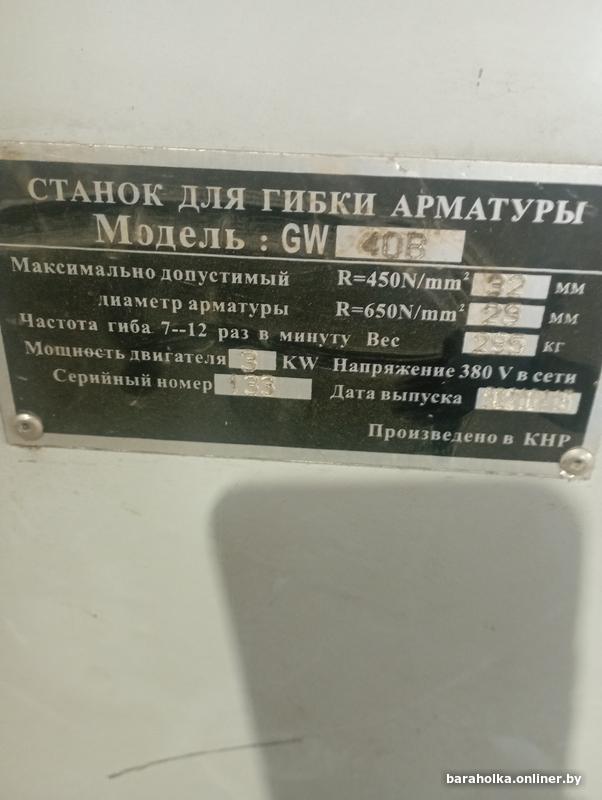 СТАНОК ДЛЯ ГИБКИ АРМАТУРЫ
Модель : GW 40B
Максимально допустимый R=450N/mm² 32 мм
диаметр арматуры R=650N/mm² 29 мм
Частота гиба 7--12 раз в минуту Вес 295 кг
Мощность двигателя 3 KW Напряжение 380 V в сети
Серийный номер 133 Дата выпуска
Произведено в КНР
baraholka.onliner.by